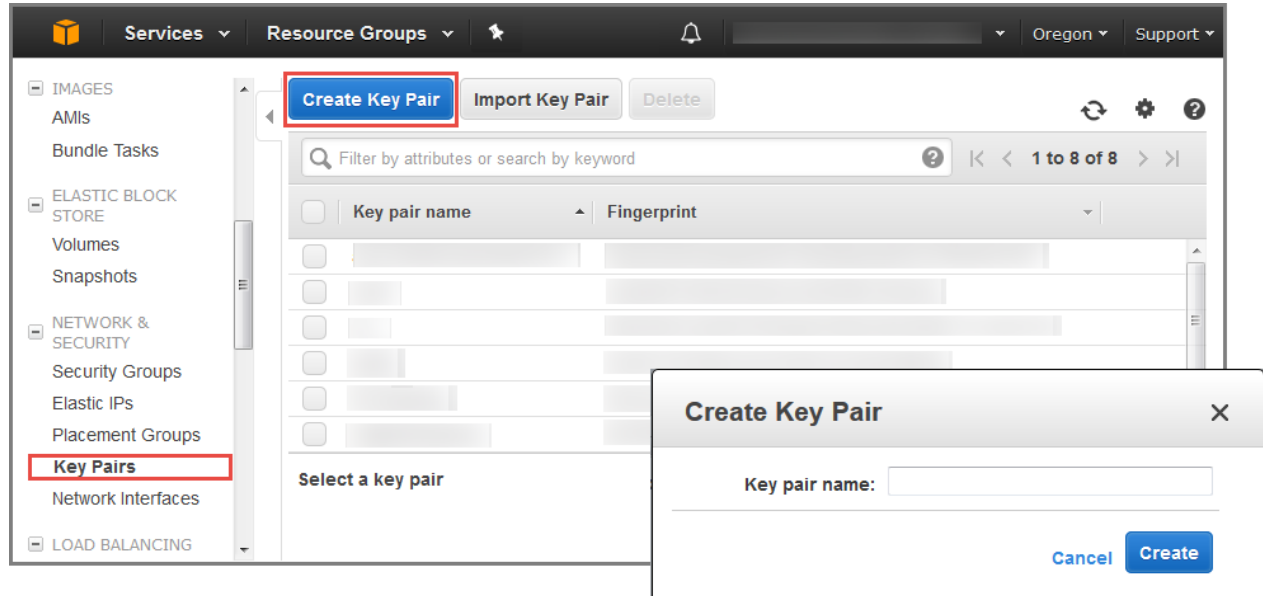 Services
Resource Groups
Oregon
Support
IMAGES
AMIs
Bundle Tasks
ELASTIC BLOCK
STORE
Volumes
Snapshots
NETWORK &
SECURITY
Security Groups
Elastic IPs
Placement Groups
Key Pairs
Network Interfaces
LOAD BALANCING
Create Key Pair
Import Key Pair
Delete
Filter by attributes or search by keyword
1 to 8 of 8
Key pair name
Fingerprint
Select a key pair
Create Key Pair
Key pair name:
Cancel
Create